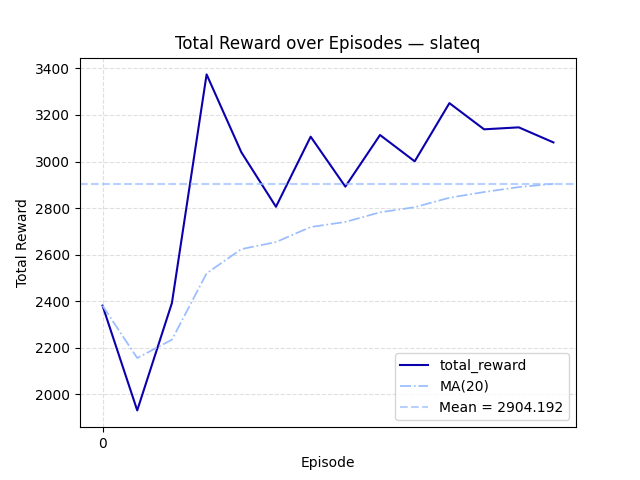 Total Reward over Episodes — slateq
3400
3200
3000
2800
2600
2400
2200
2000
Total Reward
total_reward
MA(20)
Mean = 2904.192
0
Episode